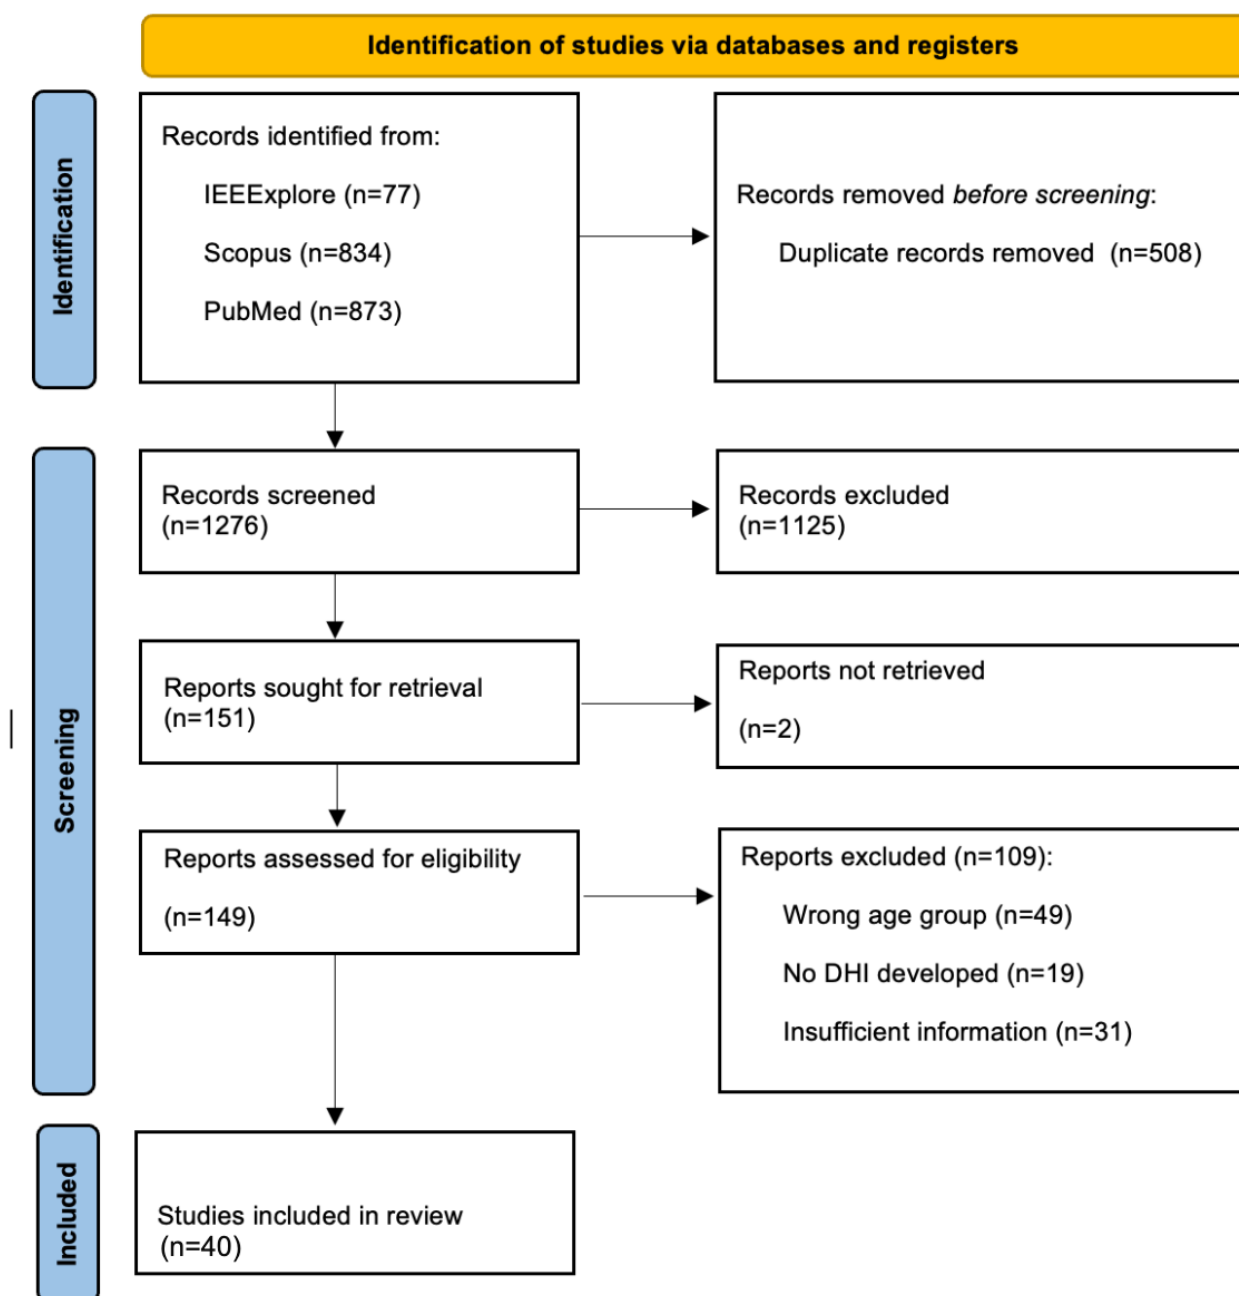 Identification of studies via databases and registers
Identification
Records identified from:
IEEExplore (n=77)
Scopus (n=834)
PubMed (n=873)
Records removed before screening:
Duplicate records removed (n=508)
Screening
Records screened
(n=1276)
Records excluded
(n=1125)
Reports sought for retrieval
(n=151)
Reports not retrieved
(n=2)
Reports assessed for eligibility
(n=149)
Reports excluded (n=109):
Wrong age group (n=49)
No DHI developed (n=19)
Insufficient information (n=31)
Included
Studies included in review
(n=40)